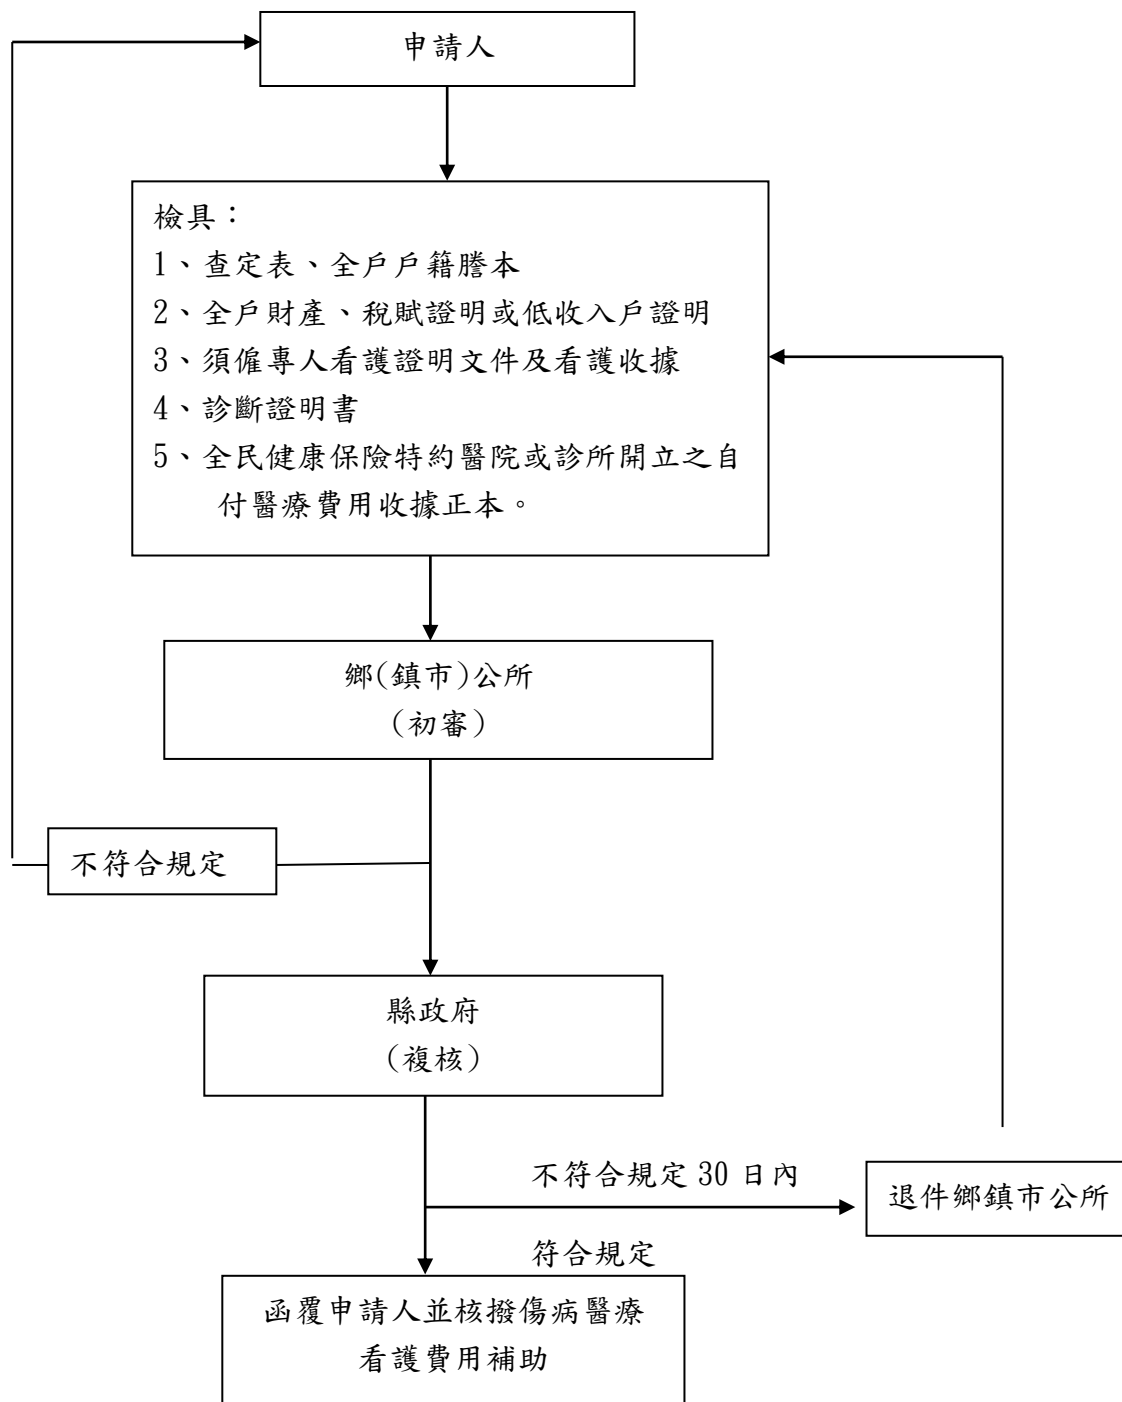 申請人
檢具：
1、查定表、全戶戶籍謄本
2、全戶財產、稅賦證明或低收入戶證明
3、須僱專人看護證明文件及看護收據
4、診斷證明書
5、全民健康保險特約醫院或診所開立之自
付醫療費用收據正本。
鄉(鎮市)公所
(初審)
不符合規定
縣政府
(複核)
不符合規定 30 日內
退件鄉鎮市公所
符合規定
函覆申請人並核撥傷病醫療
看護費用補助